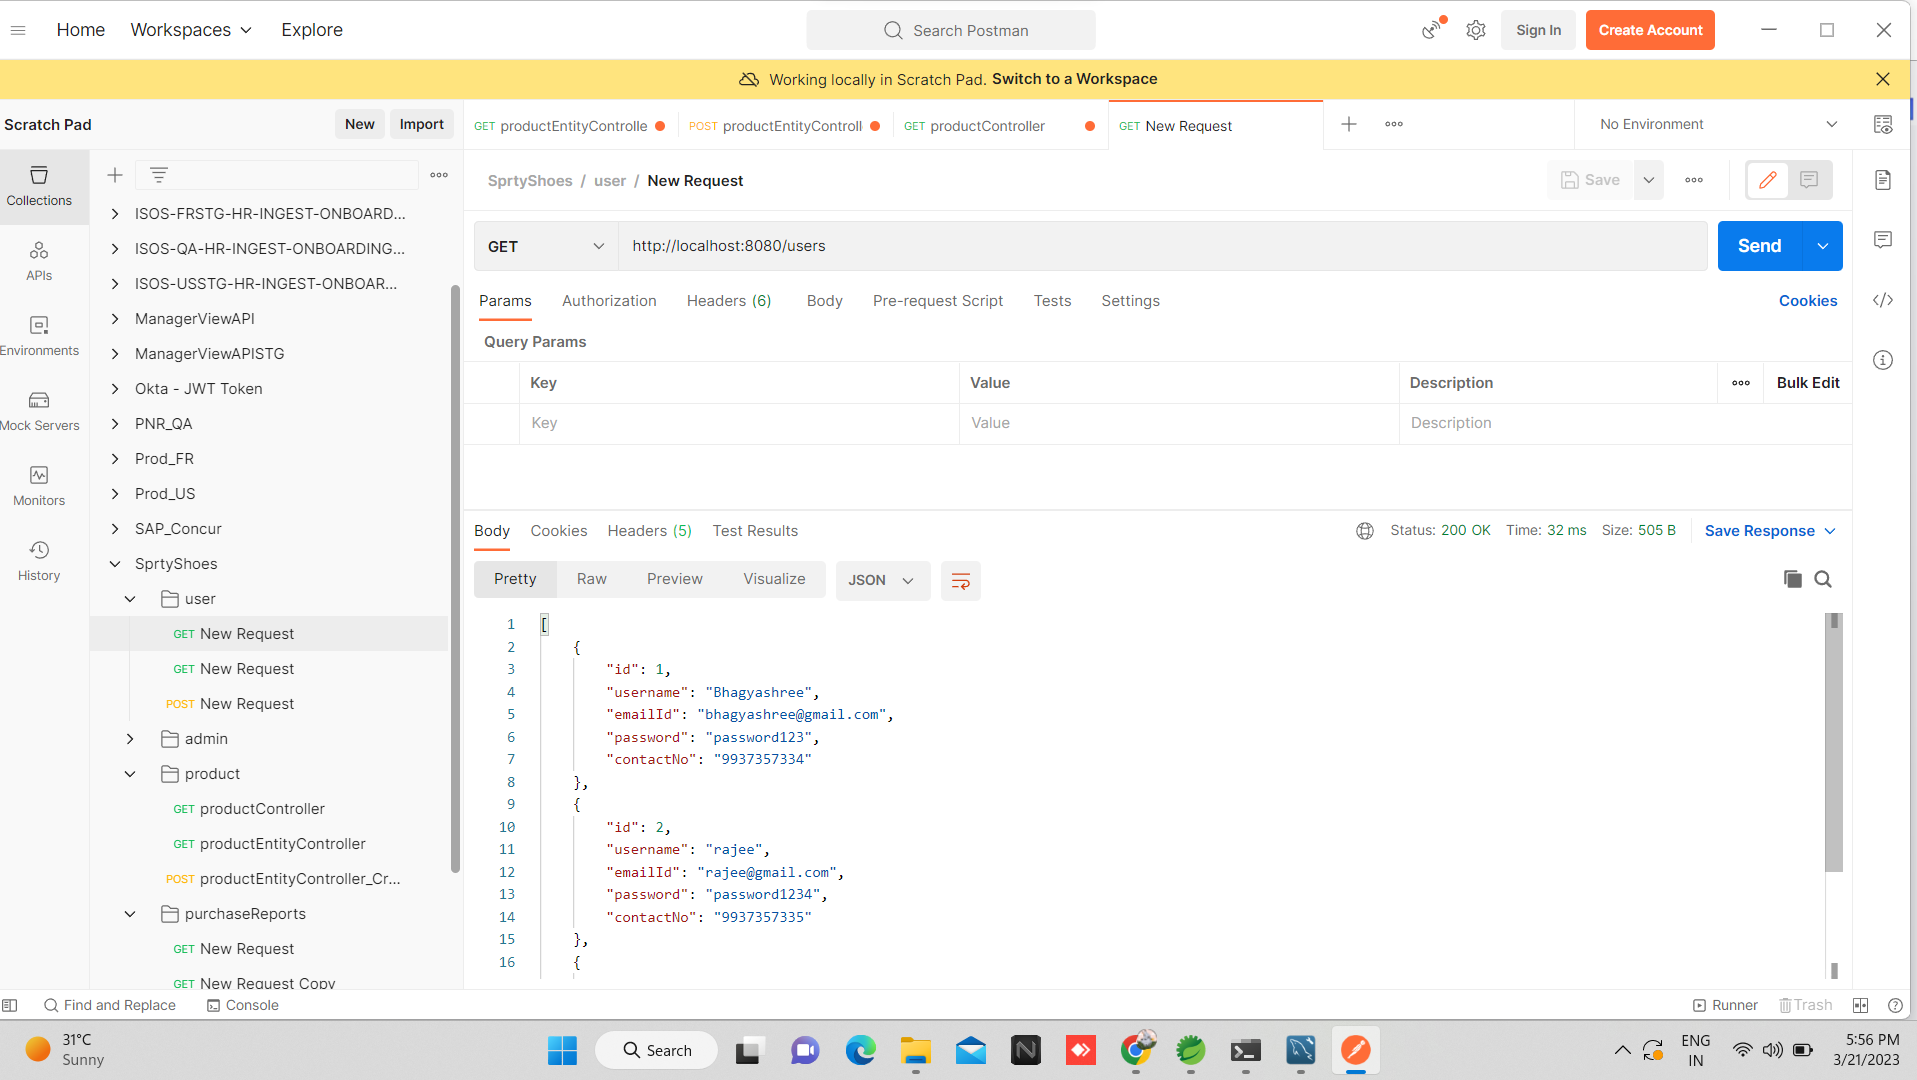 Home Workspaces Explore Search Postman Sign In Create Account
Working locally in Scratch Pad. Switch to a Workspace
Scratch Pad New Import GET productEntityControlle POST productEntityControll GET productController GET New Request No Environment
Collections
APIs
Environments
Mock Servers
Monitors
History
ISOS-FRSTG-HR-INGEST-ONBOARD...
ISOS-QA-HR-INGEST-ONBOARDING...
ISOS-USSTG-HR-INGEST-ONBOAR...
ManagerViewAPI
ManagerViewAPISTG
Okta - JWT Token
PNR_QA
Prod_FR
Prod_US
SAP_Concur
SprtyShoes
user
GET New Request
GET New Request
POST New Request
admin
product
GET productController
GET productEntityController
POST productEntityController_Cr...
purchaseReports
GET New Request
GET New Request Copy
SprtyShoes / user / New Request Save
GET http://localhost:8080/users Send
Params Authorization Headers (6) Body Pre-request Script Tests Settings Cookies
Query Params
Key Value Description Bulk Edit
Key Value Description
Body Cookies Headers (5) Test Results Status: 200 OK Time: 32 ms Size: 505 B Save Response
Pretty Raw Preview Visualize JSON
1 [
2 {
3 "id": 1,
4 "username": "Bhagyashree",
5 "emailId": "bhagyashree@gmail.com",
6 "password": "password123",
7 "contactNo": "9937357334"
8 },
9 {
10 "id": 2,
11 "username": "rajee",
12 "emailId": "rajee@gmail.com",
13 "password": "password1234",
14 "contactNo": "9937357335"
15 },
16 {
Find and Replace Console Runner Trash
31°C
Sunny
Search
ENG
IN
5:56 PM
3/21/2023